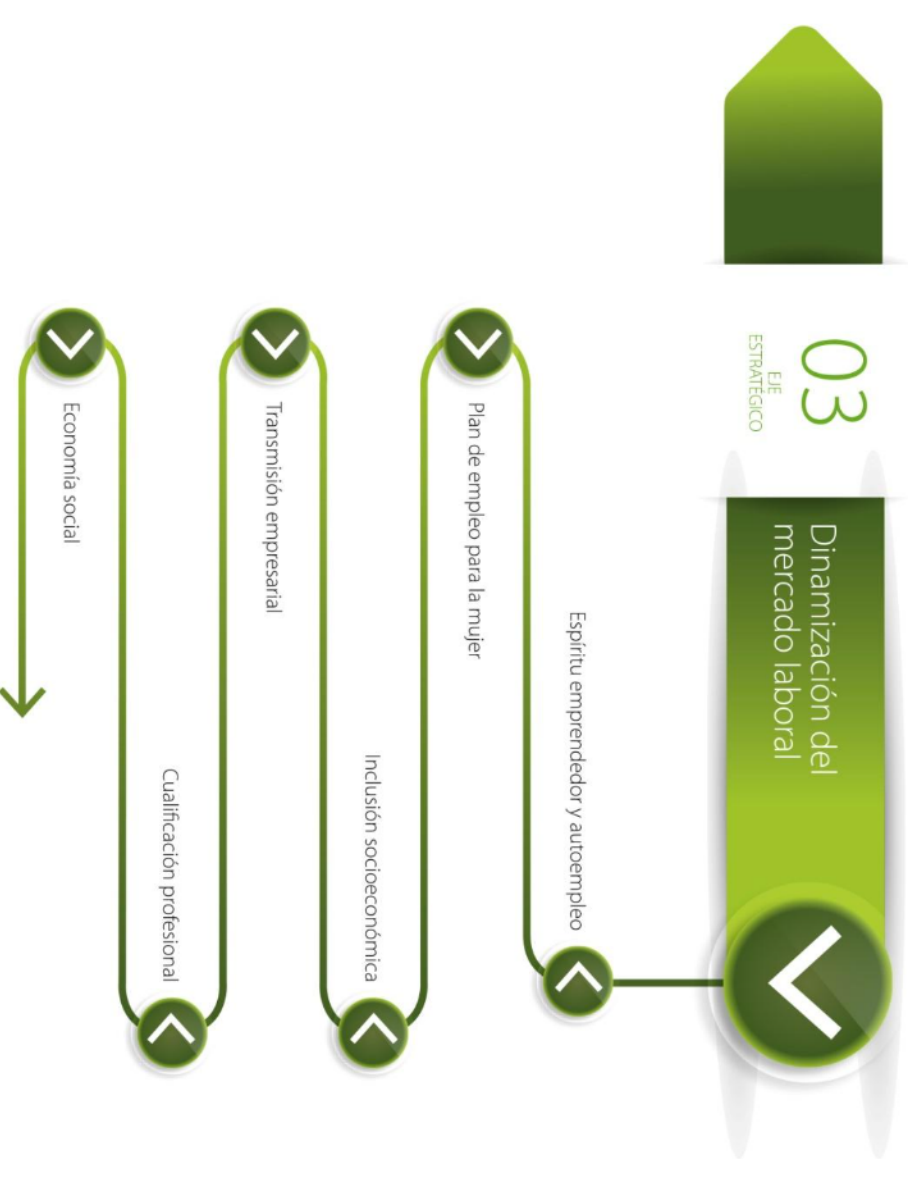 03
EJE
ESTRATÉGICO
Dinamización del
mercado laboral
Espíritu emprendedor y autoempleo
Plan de empleo para la mujer
Inclusión socioeconómica
Transmisión empresarial
Cualificación profesional
Economía social